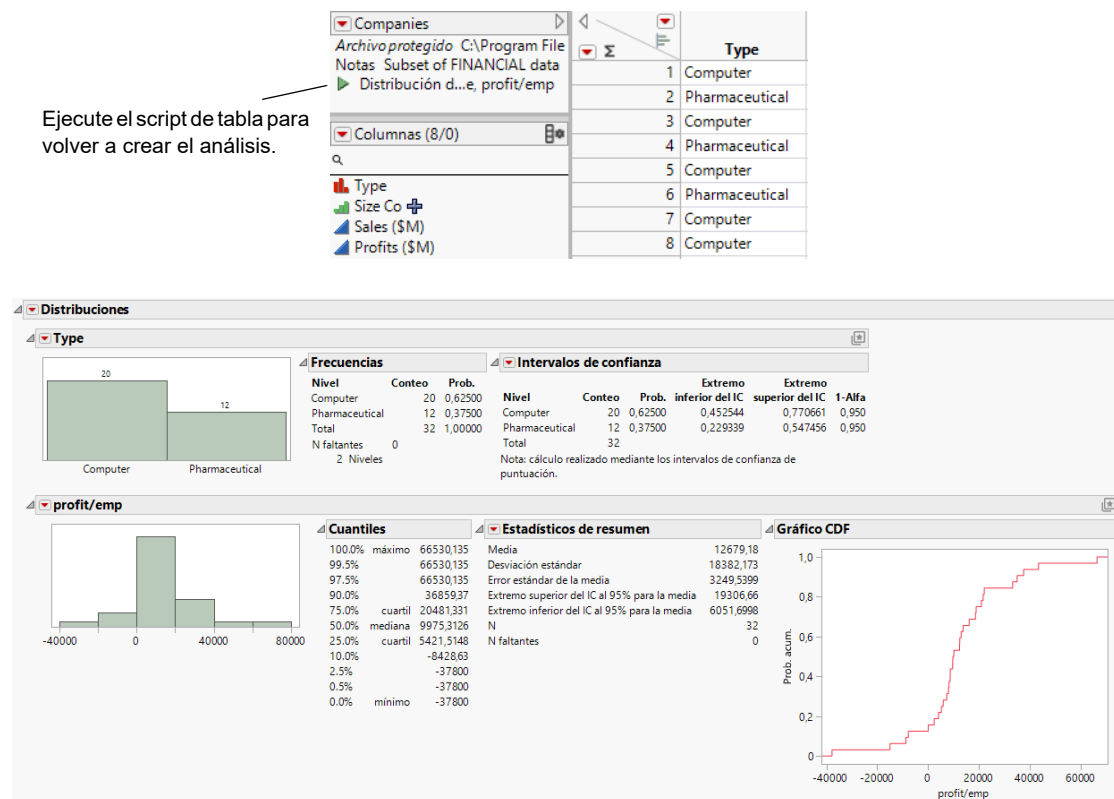 Companies
Archivo protegido C:\Program File
Notas Subset of FINANCIAL data
Distribución d...e, profit/emp
Ejecute el script de tabla para
volver a crear el análisis.
Columnas (8/0)
Type
Size Co
Sales ($M)
Profits ($M)
Σ
Type
1 Computer
2 Pharmaceutical
3 Computer
4 Pharmaceutical
5 Computer
6 Pharmaceutical
7 Computer
8 Computer
Distribuciones
Type
20
12
Computer Pharmaceutical
Frecuencias
Nivel Conteo Prob.
Computer 20 0,62500
Pharmaceutical 12 0,37500
Total 32 1,00000
N faltantes 0
2 Niveles
Intervalos de confianza
Extremo Extremo
Nivel Conteo Prob. inferior del IC superior del IC 1-Alfa
Computer 20 0,62500 0,452544 0,770661 0,950
Pharmaceutical 12 0,37500 0,229339 0,547456 0,950
Total 32
Nota: cálculo realizado mediante los intervalos de confianza de
puntuación.
profit/emp
-40000 0 40000 80000
Cuantiles
100.0% máximo 66530,135
99.5% 66530,135
97.5% 66530,135
90.0% 36859,37
75.0% cuartil 20481,331
50.0% mediana 9975,3126
25.0% cuartil 5421,5148
10.0% -8428,63
2.5% -37800
0.5% -37800
0.0% mínimo -37800
Estadísticos de resumen
Media 12679,18
Desviación estándar 18382,173
Error estándar de la media 3249,5399
Extremo superior del IC al 95% para la media 19306,66
Extremo inferior del IC al 95% para la media 6051,6998
N 32
N faltantes 0
Gráfico CDF
Prob. acum.
1,0
0,8
0,6
0,4
0,2
0
-40000 -20000 0 20000 40000 60000
profit/emp